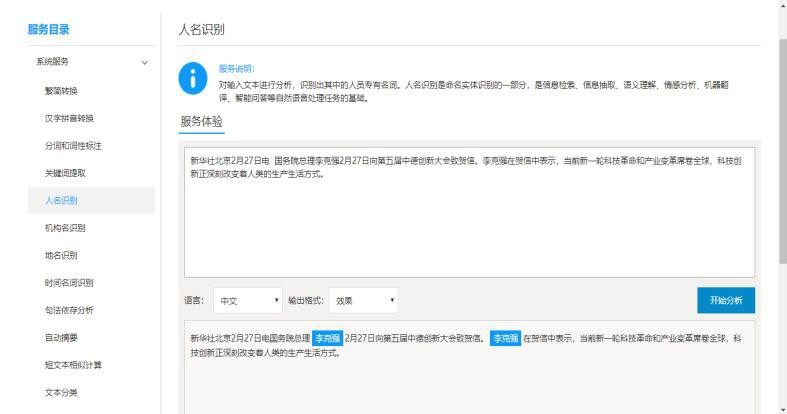 服务目录
系统服务
繁简转换
汉字拼音转换
分词和词性标注
关键词提取
人名识别
机构名识别
地名识别
时间名词识别
句法依存分析
自动摘要
短文本相似计算
文本分类
人名识别
服务说明：
对输入文本进行分析，识别出其中的人员专有名词。人名识别是命名实体识别的一部分，是信息检索、信息抽取、语义理解、情感分析、机器翻
译、智能问答等自然语言处理任务的基础。
服务体验
新华社北京2月27日电 国务院总理李克强2月27日向第五届中德创新大会致贺信。李克强在贺信中表示，当前新一轮科技革命和产业变革席卷全球，科技创
新正深刻改变着人类的生产生活方式。
语言： 中文 输出格式： 效果 开始分析
新华社北京2月27日电国务院总理 李克强 2月27日向第五届中德创新大会致贺信。 李克强 在贺信中表示，当前新一轮科技革命和产业变革席卷全球，科
技创新正深刻改变着人类的生产生活方式。